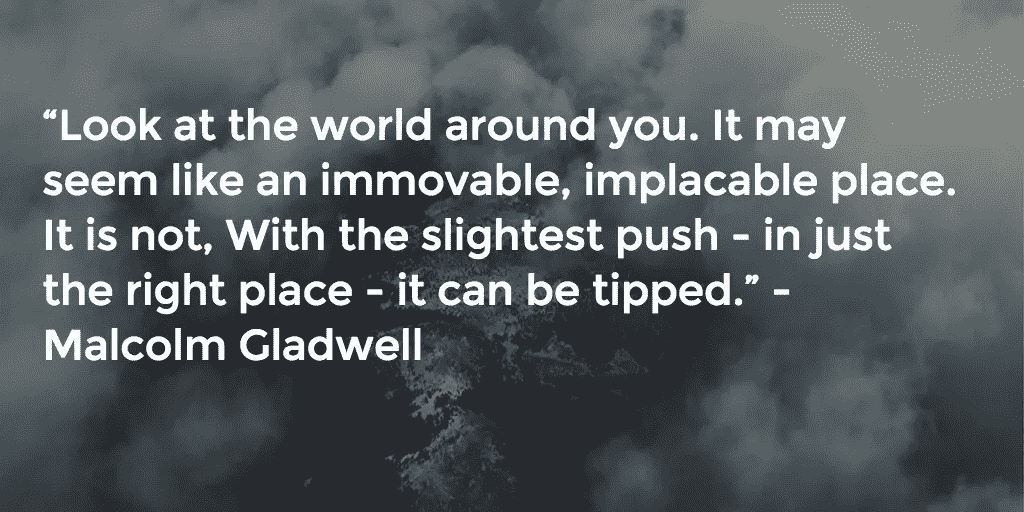 “Look at the world around you. It may
seem like an immovable, implacable place.
It is not, With the slightest push - in just
the right place - it can be tipped.” -
Malcolm Gladwell